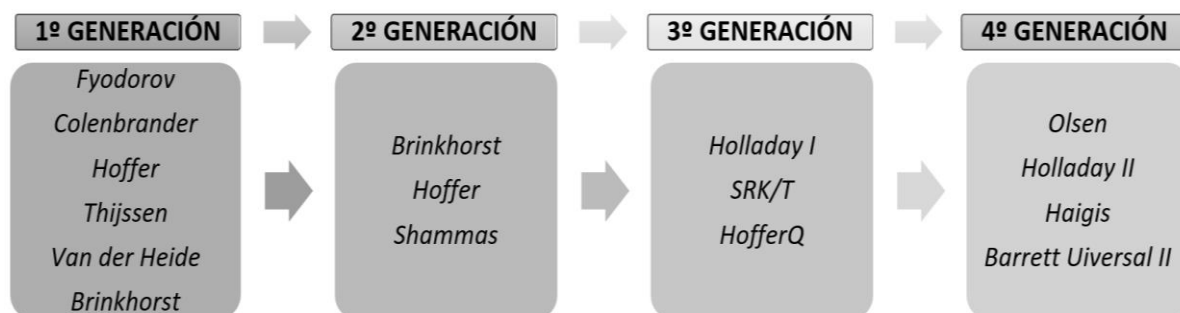 1º GENERACIÓN
Fyodorov
Colenbrander
Hoffer
Thijssen
Van der Heide
Brinkhorst
2º GENERACIÓN
Brinkhorst
Hoffer
Shammas
3º GENERACIÓN
Holladay I
SRK/T
HofferQ
4º GENERACIÓN
Olsen
Holladay II
Haigis
Barrett Uiversal II